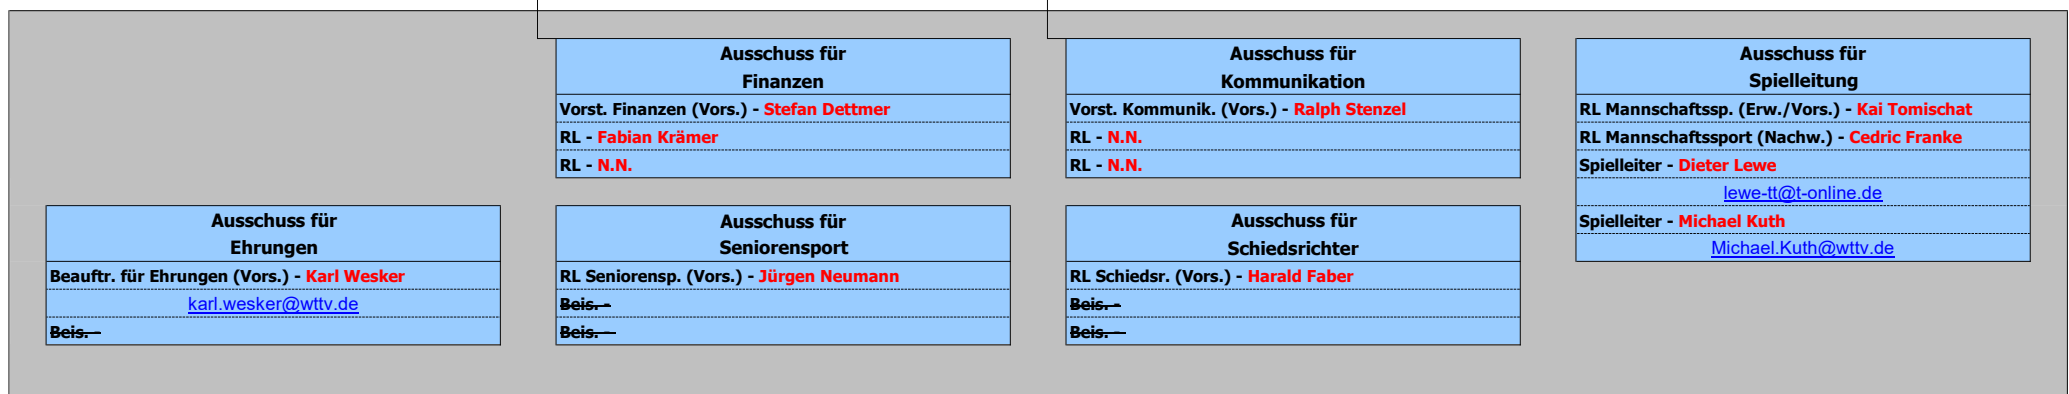 Ausschuss für
Finanzen
Vorst. Finanzen (Vors.) - Stefan Dettmer
RL - Fabian Krämer
RL - N.N.
Ausschuss für
Kommunikation
Vorst. Kommunik. (Vors.) - Ralph Stenzel
RL - N.N.
RL - N.N.
Ausschuss für
Spielleitung
RL Mannschaftssp. (Erw./Vors.) - Kai Tomischat
RL Mannschaftssport (Nachw.) - Cedric Franke
Spielleiter - Dieter Lewe
lewe-tt@t-online.de
Spielleiter - Michael Kuth
Michael.Kuth@wttv.de
Ausschuss für
Ehrungen
Beauftr. für Ehrungen (Vors.) - Karl Wesker
karl.wesker@wttv.de
Beis. -
Ausschuss für
Seniorensport
RL Seniorensp. (Vors.) - Jürgen Neumann
Beis. -
Beis. -
Ausschuss für
Schiedsrichter
RL Schiedsr. (Vors.) - Harald Faber
Beis. -
Beis. -